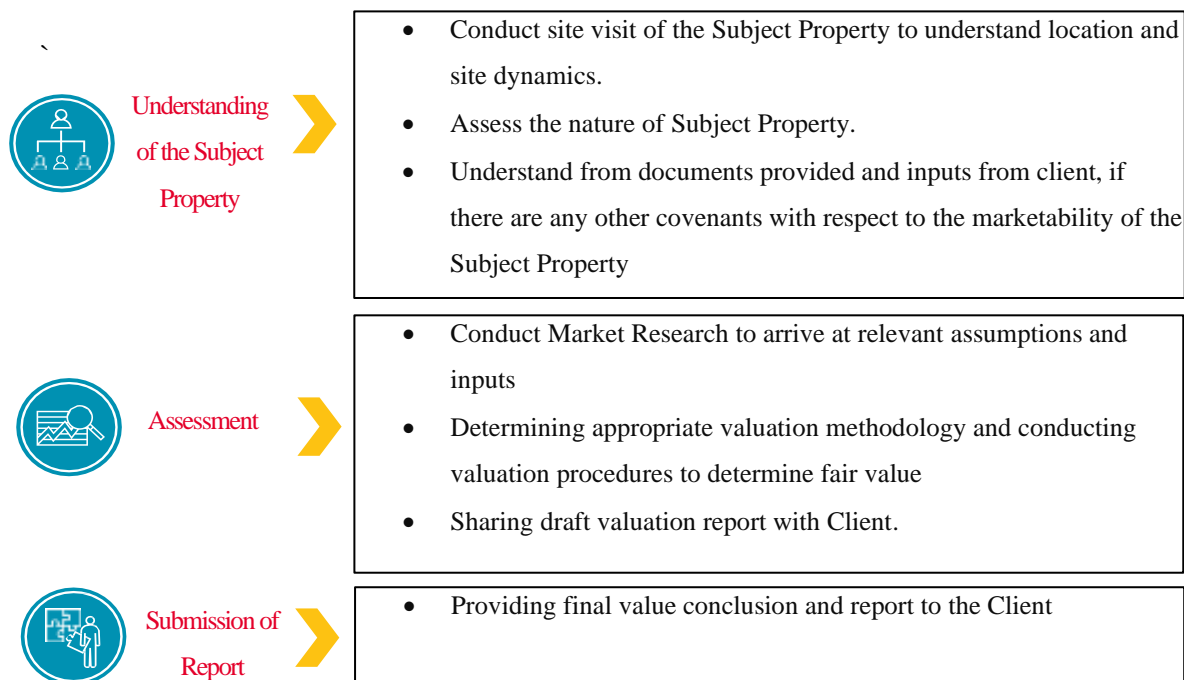 `
Understanding
of the Subject
Property
• Conduct site visit of the Subject Property to understand location and
site dynamics.
• Assess the nature of Subject Property.
• Understand from documents provided and inputs from client, if
there are any other covenants with respect to the marketability of the
Subject Property
Assessment
• Conduct Market Research to arrive at relevant assumptions and
inputs
• Determining appropriate valuation methodology and conducting
valuation procedures to determine fair value
• Sharing draft valuation report with Client.
Submission of
Report
• Providing final value conclusion and report to the Client